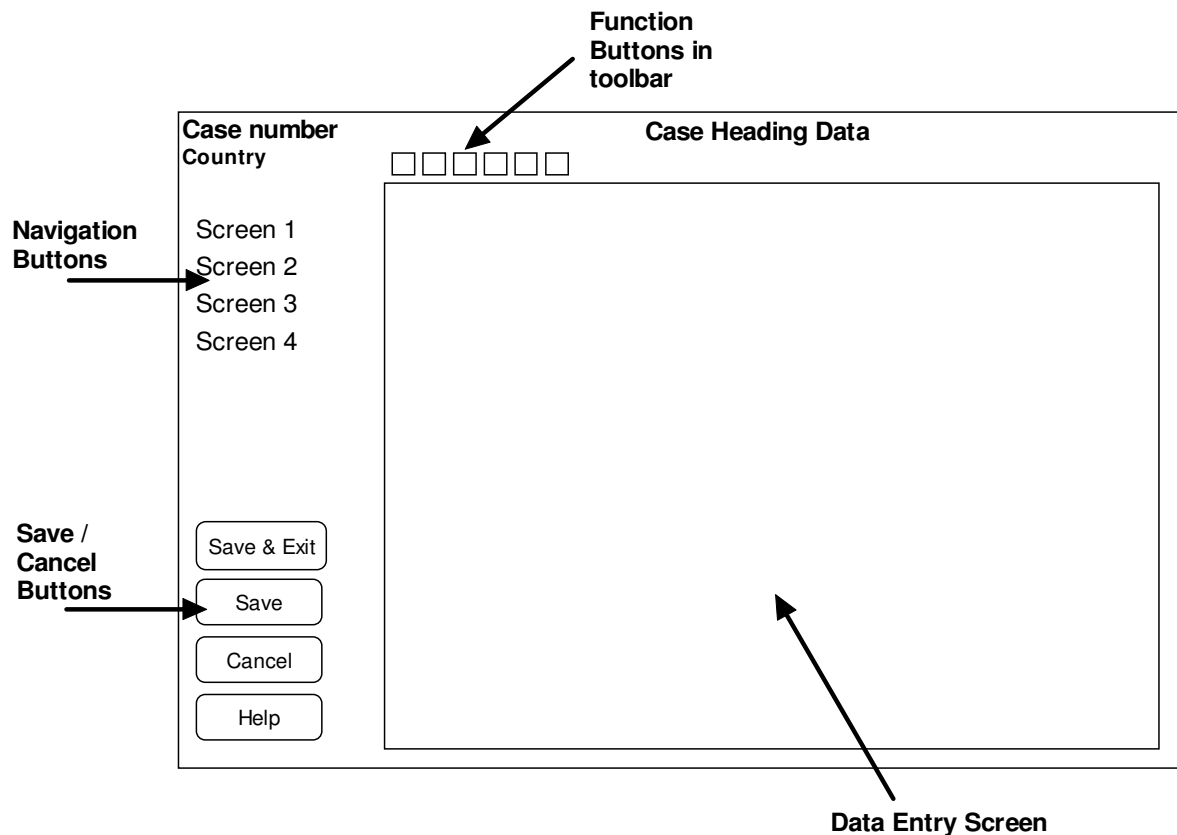 Function
Buttons in
toolbar
Case number
Case Heading Data
Country
Navigation
Buttons
Screen 1
Screen 2
Screen 3
Screen 4
Save /
Cancel
Buttons
Save & Exit
Save
Cancel
Help
Data Entry Screen